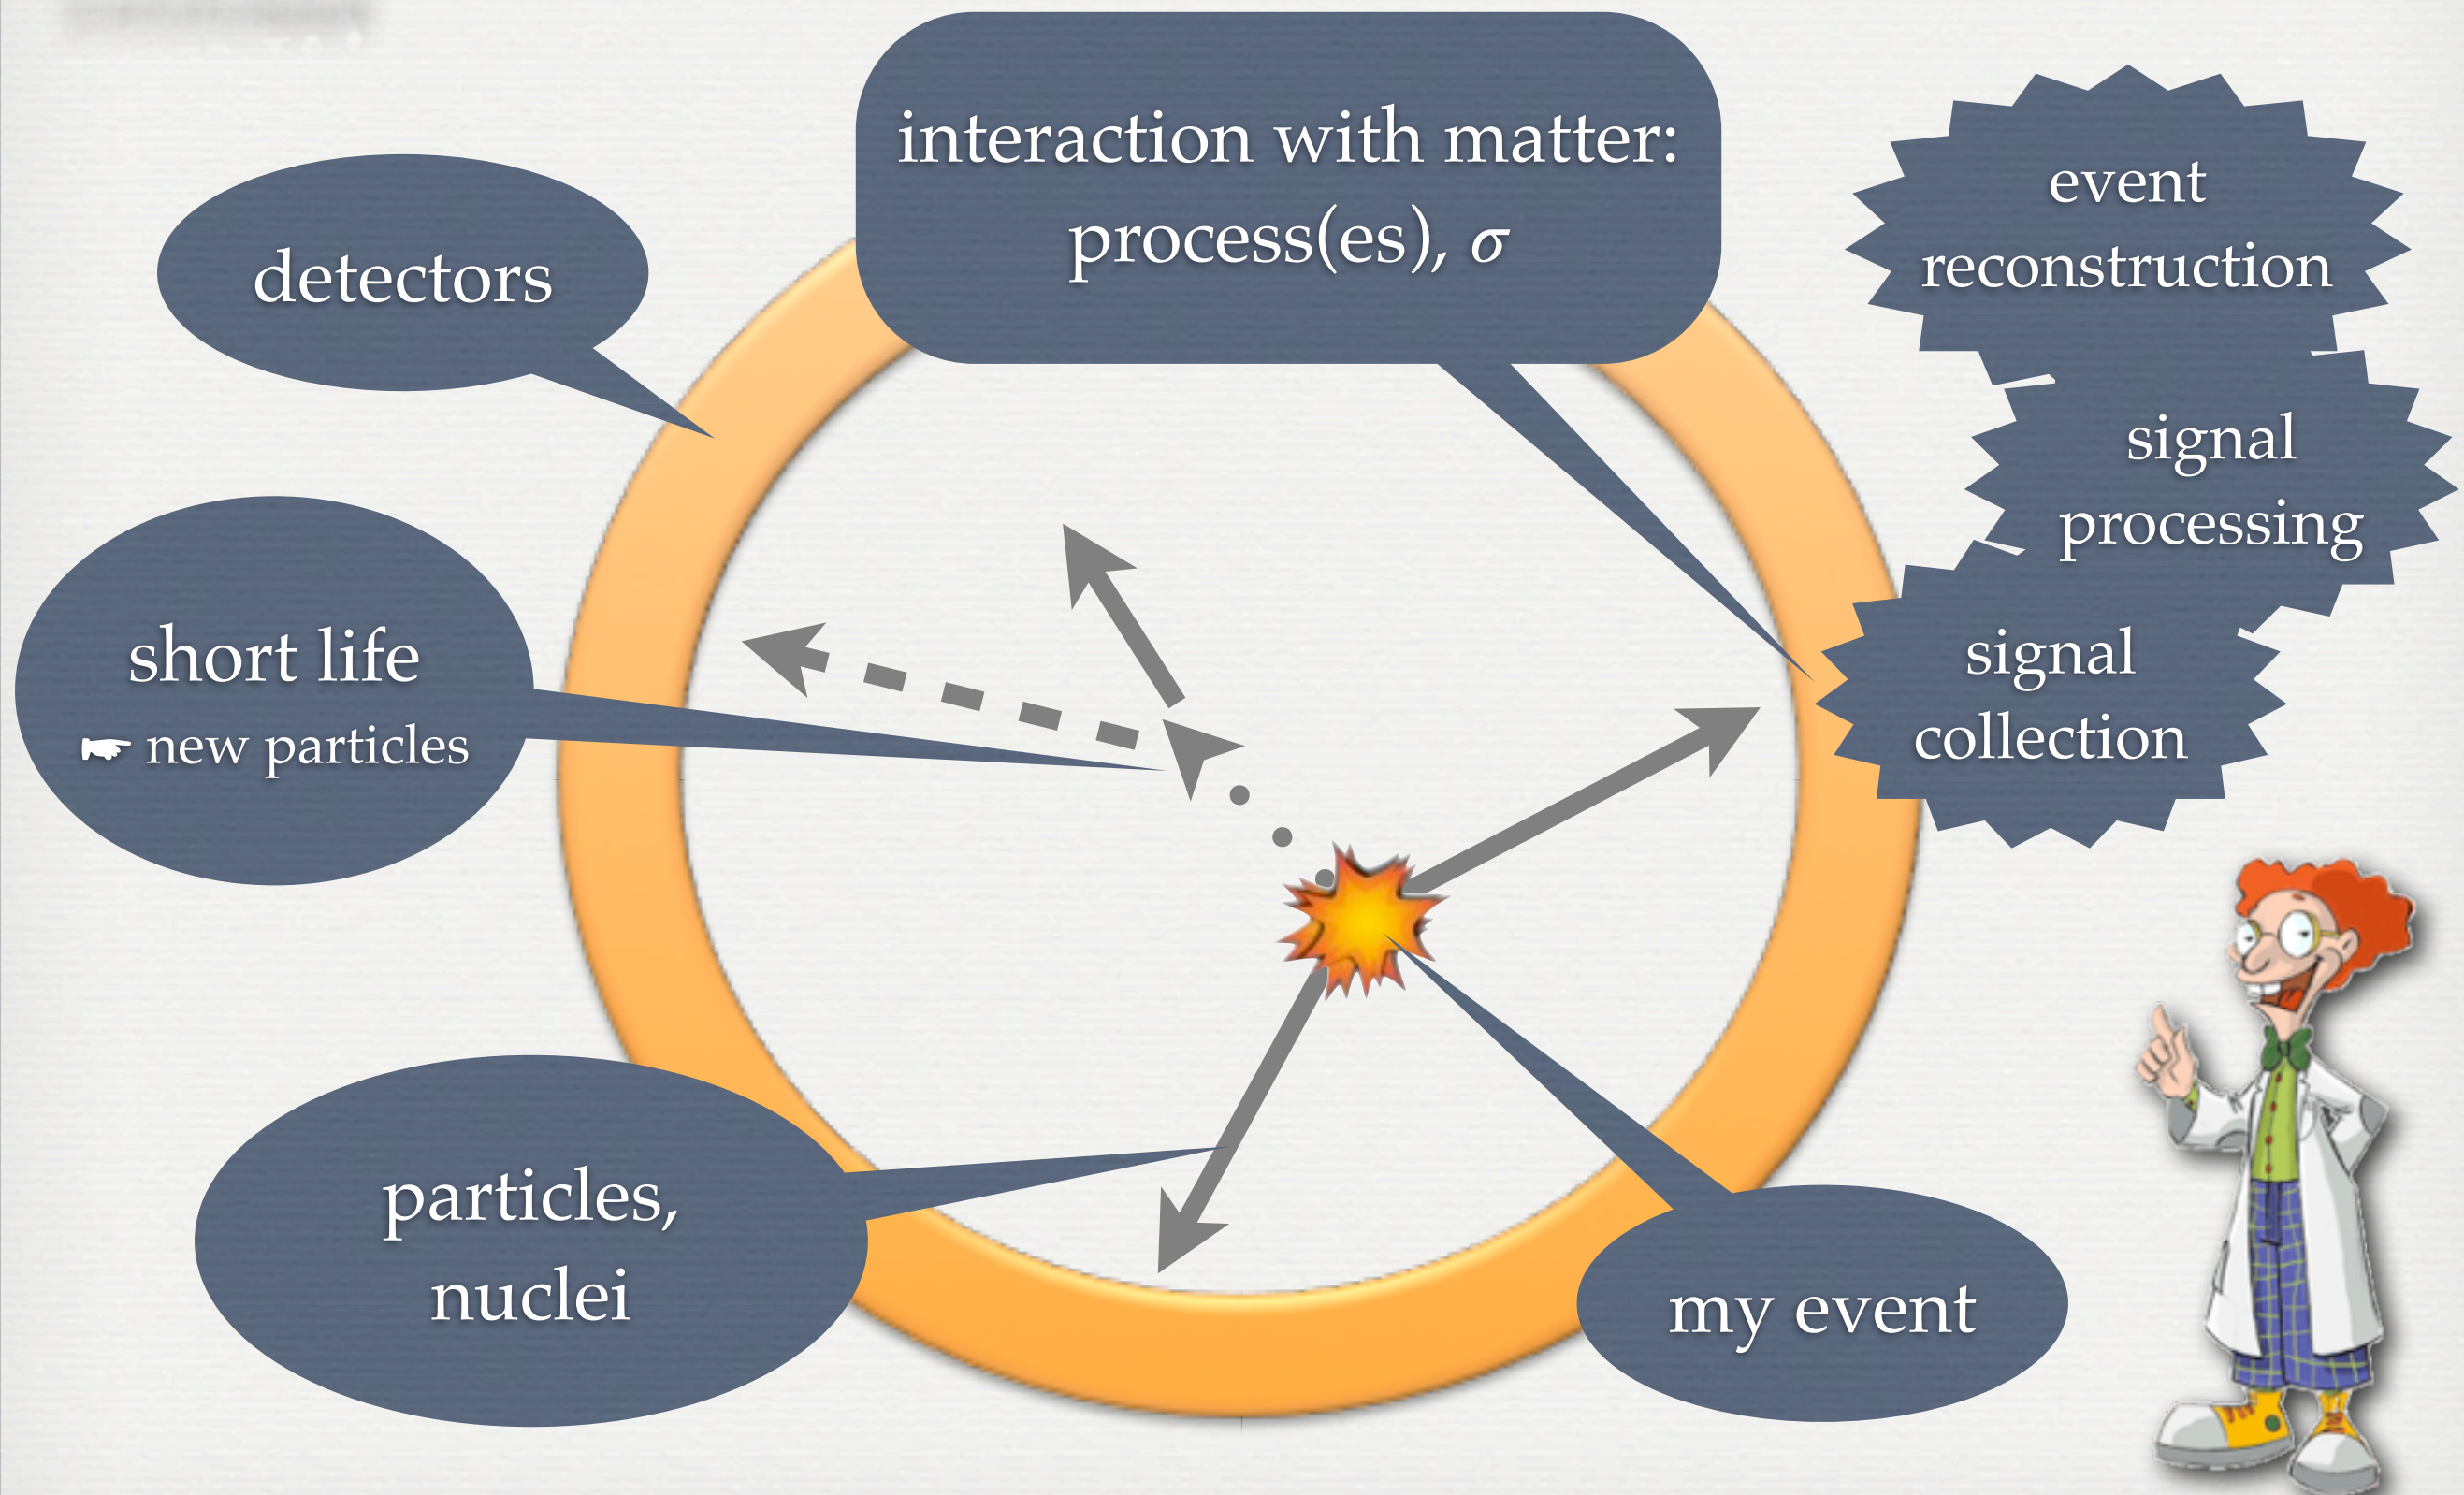 interaction with matter:
process(es), σ
detectors
event
reconstruction
signal
processing
signal
collection
short life
☛ new particles
particles,
nuclei
my event